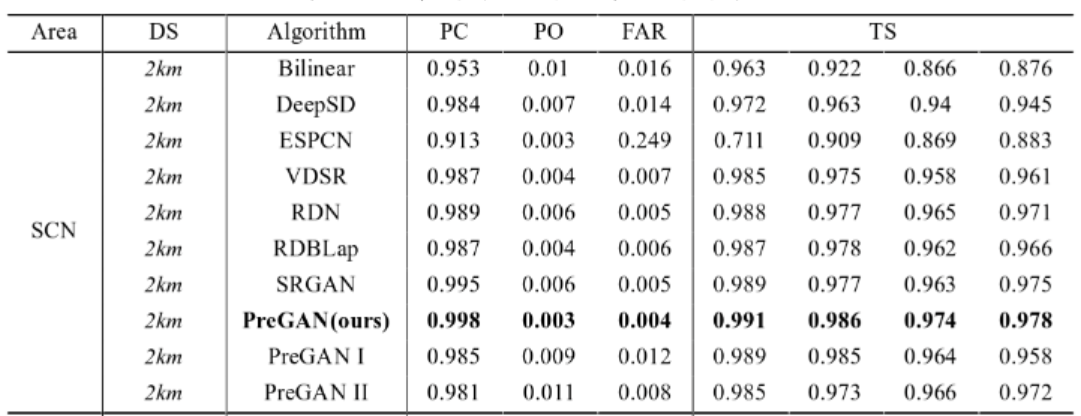 Area DS Algorithm PC PO FAR TS
2km Bilinear 0.953 0.01 0.016 0.963 0.922 0.866 0.876
2km DeepSD 0.984 0.007 0.014 0.972 0.963 0.94 0.945
2km ESPCN 0.913 0.003 0.249 0.711 0.909 0.869 0.883
2km VDSR 0.987 0.004 0.007 0.985 0.975 0.958 0.961
2km RDN 0.989 0.006 0.005 0.988 0.977 0.965 0.971
SCN
2km RDBLap 0.987 0.004 0.006 0.987 0.978 0.962 0.966
2km SRGAN 0.995 0.006 0.005 0.989 0.977 0.963 0.975
2km PreGAN(ours) 0.998 0.003 0.004 0.991 0.986 0.974 0.978
2km PreGAN I 0.985 0.009 0.012 0.989 0.985 0.964 0.958
2km PreGAN II 0.981 0.011 0.008 0.985 0.973 0.966 0.972